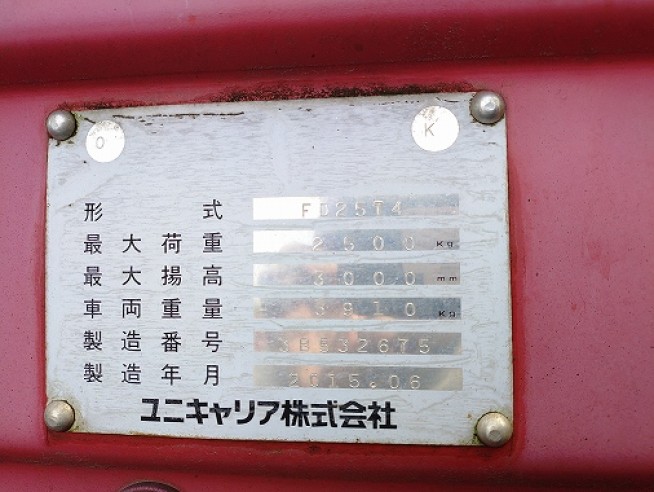 O K
形式 FD25T4
最大荷重 2500 Kg
最大揚高 3000 mm
車両重量 3910 Kg
製造番号 3B932675
製造年月 2015.06
ユニキャリア株式会社